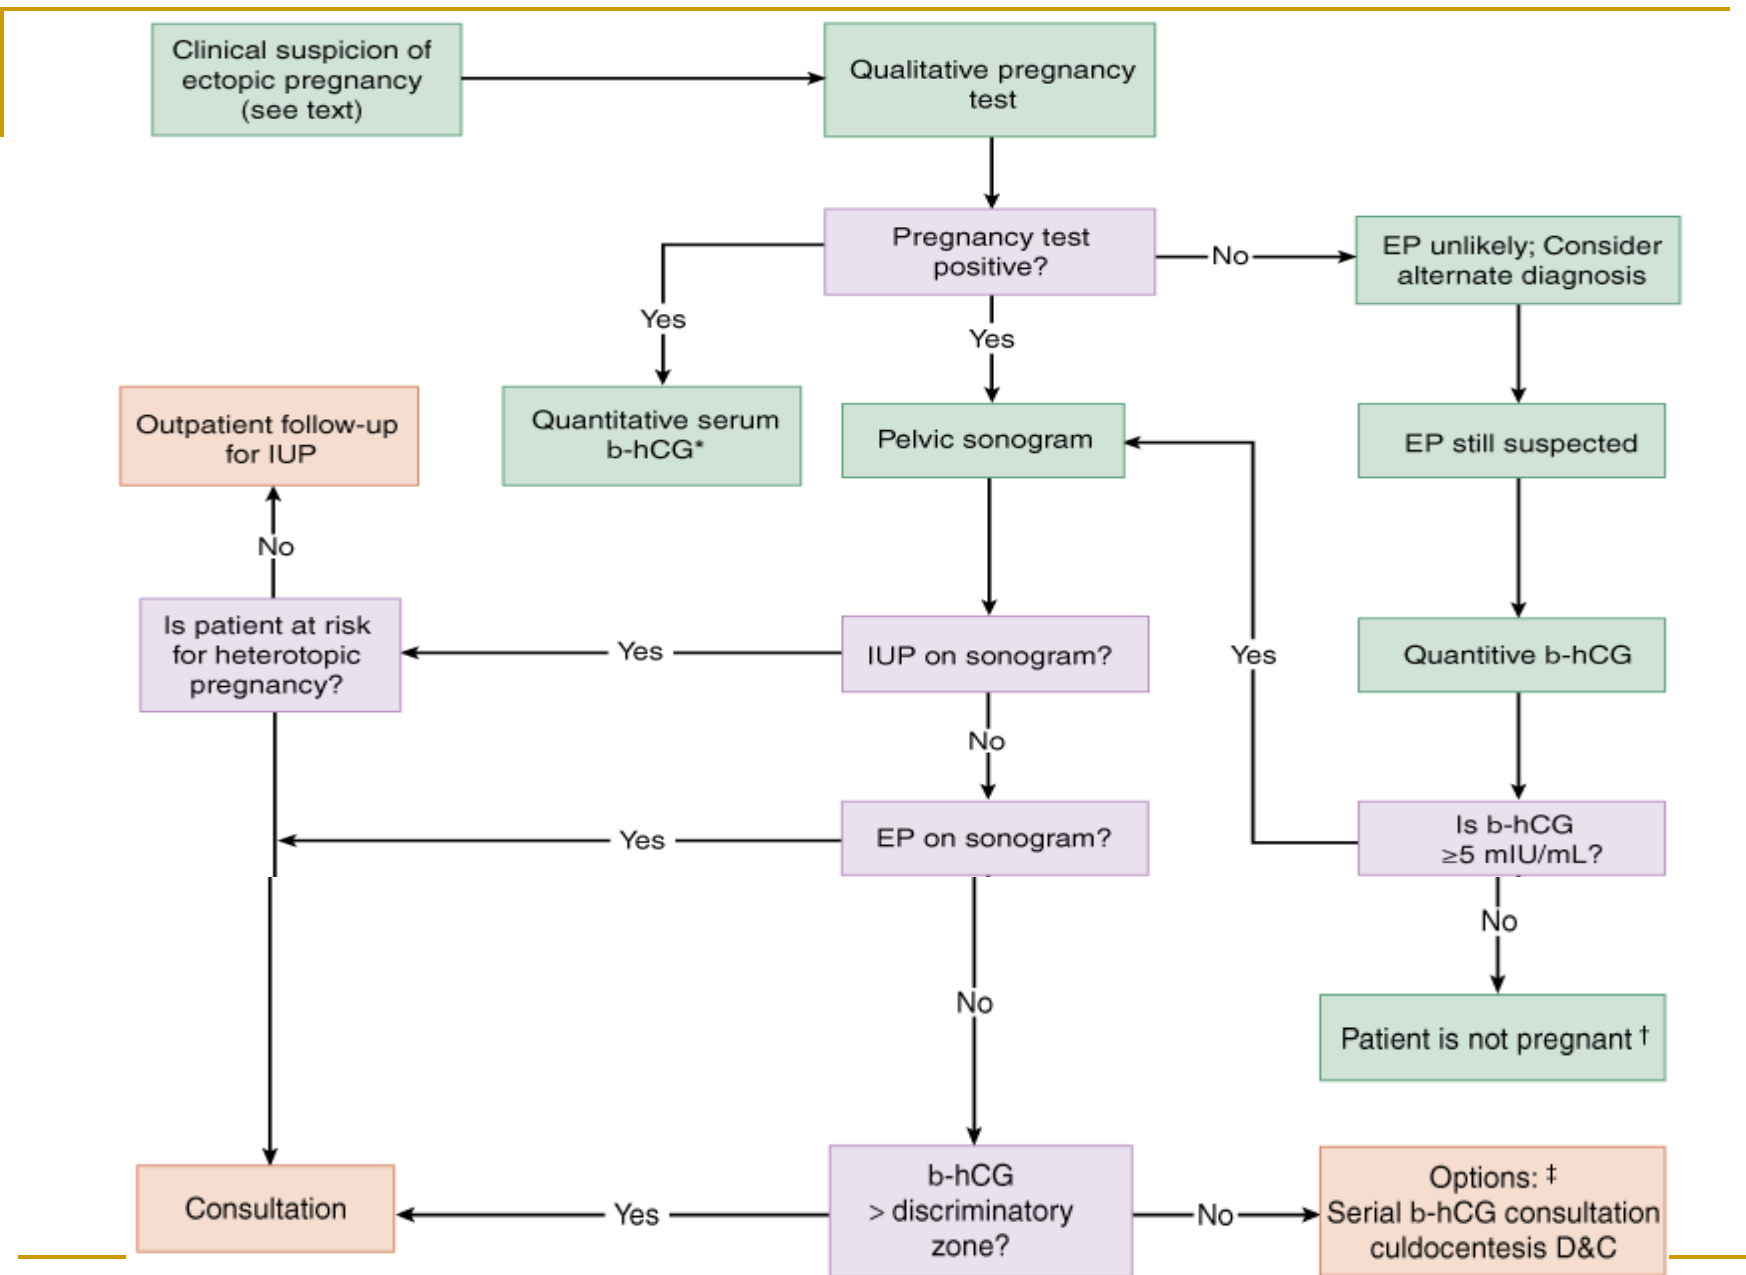 Clinical suspicion of
ectopic pregnancy
(see text)
Qualitative pregnancy
test
Pregnancy test
positive?
No
EP unlikely; Consider
alternate diagnosis
Yes
Yes
Outpatient follow-up
for IUP
Quantitative serum
b-hCG*
Pelvic sonogram
EP still suspected
No
Is patient at risk
for heterotopic
pregnancy?
Yes
IUP on sonogram?
Yes
Quantitive b-hCG
No
Yes
EP on sonogram?
Is b-hCG
≥5 mIU/mL?
No
No
Patient is not pregnant †
Consultation
Yes
b-hCG
> discriminatory
zone?
No
Options: ‡
Serial b-hCG consultation
culdocentesis D&C